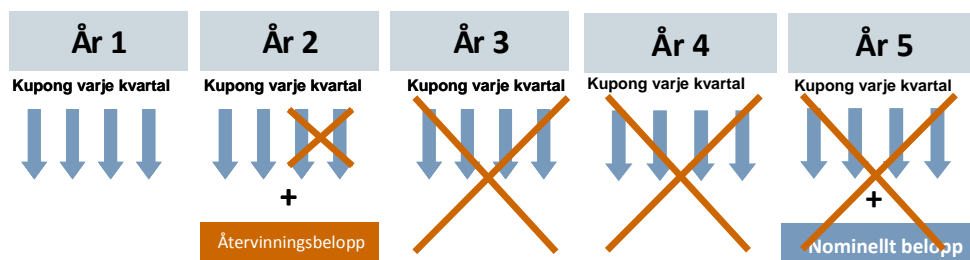 År 1
År 2
År 3
År 4
År 5
Kupong varje kvartal
Kupong varje kvartal
Kupong varje kvartal
Kupong varje kvartal
Kupong varje kvartal
+
+
Återvinningsbelopp
Nominellt belopp